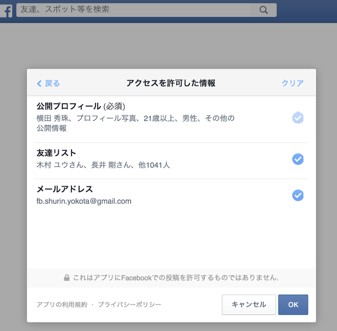 f 友達、スポット等を検索
戻る アクセスを許可した情報 クリア
公開プロフィール (必須)
横田 秀珠、プロフィール写真、21歳以上、男性、その他の
公開情報
友達リスト
木村 ユウさん、長井 剛さん、他1041人
メールアドレス
fb.shurin.yokota@gmail.com
これはアプリにFacebookでの投稿を許可するものではありません。
アプリの利用規約 · プライバシーポリシー キャンセル OK